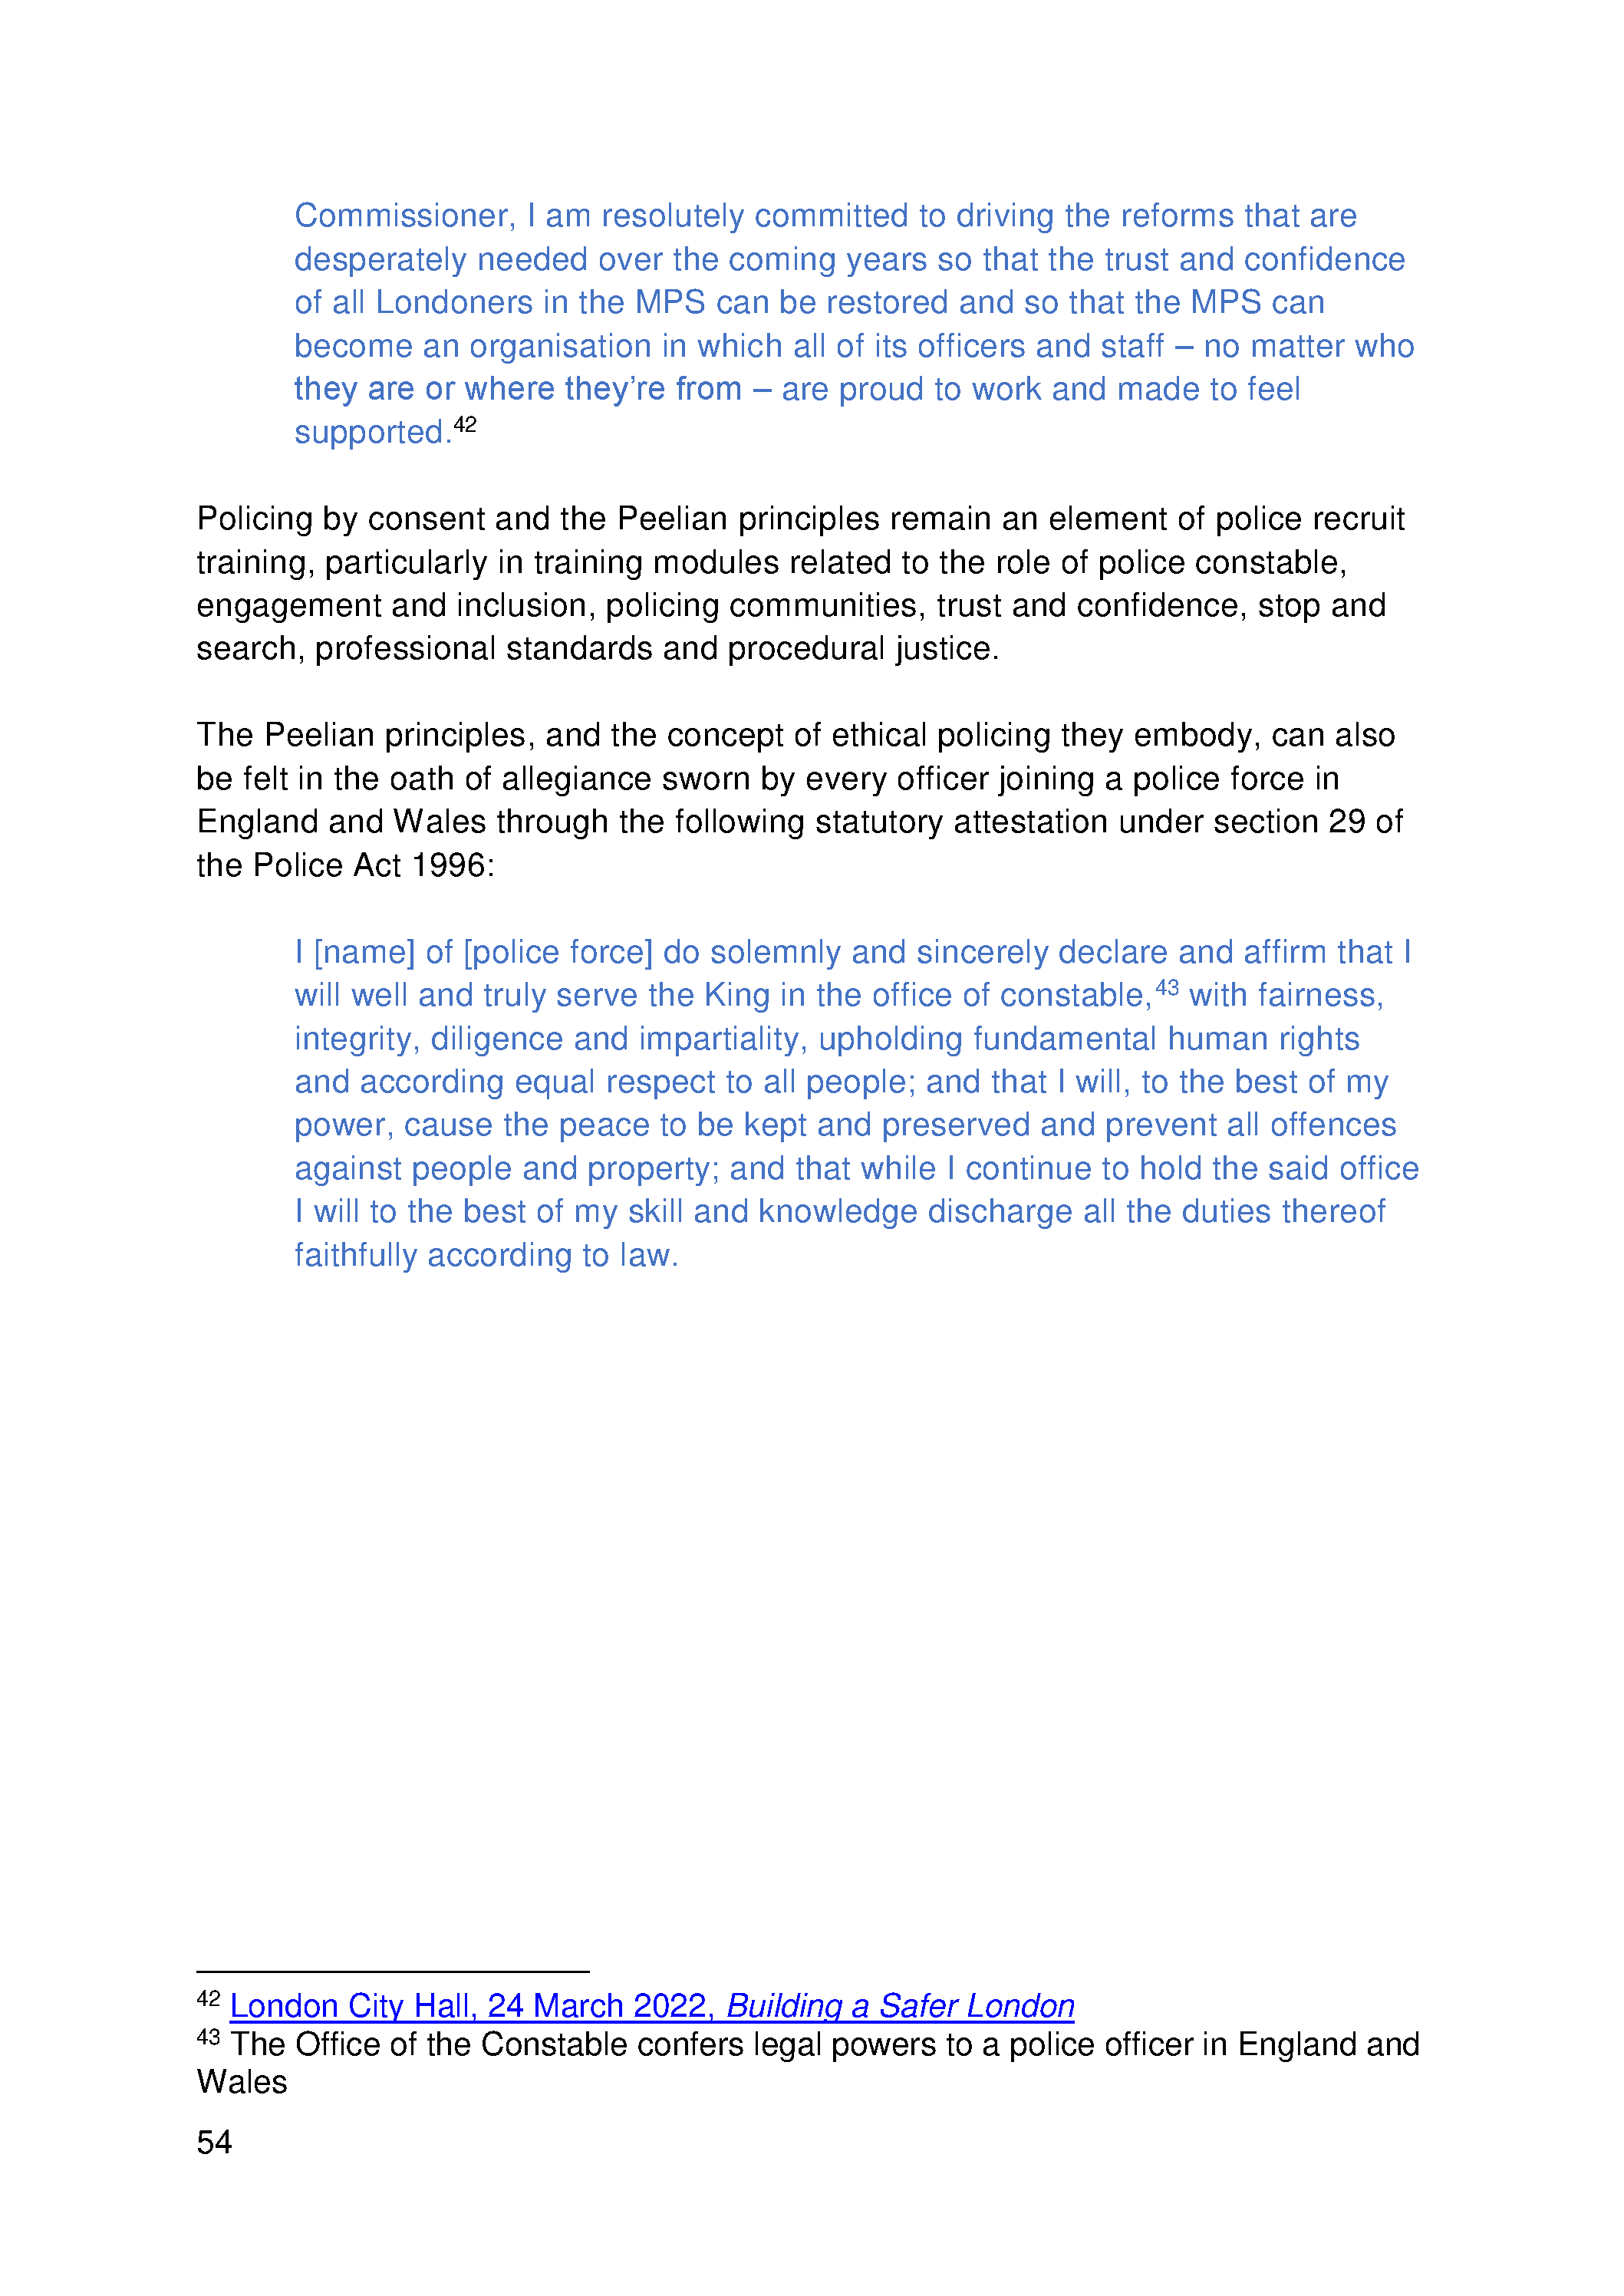 Commissioner, I am resolutely committed to driving the reforms that are
desperately needed over the coming years so that the trust and confidence
of all Londoners in the MPS can be restored and so that the MPS can
become an organisation in which all of its officers and staff – no matter who
they are or where they’re from – are proud to work and made to feel
supported.42
Policing by consent and the Peelian principles remain an element of police recruit
training, particularly in training modules related to the role of police constable,
engagement and inclusion, policing communities, trust and confidence, stop and
search, professional standards and procedural justice.
The Peelian principles, and the concept of ethical policing they embody, can also
be felt in the oath of allegiance sworn by every officer joining a police force in
England and Wales through the following statutory attestation under section 29 of
the Police Act 1996:
I [name] of [police force] do solemnly and sincerely declare and affirm that I
will well and truly serve the King in the office of constable,43 with fairness,
integrity, diligence and impartiality, upholding fundamental human rights
and according equal respect to all people; and that I will, to the best of my
power, cause the peace to be kept and preserved and prevent all offences
against people and property; and that while I continue to hold the said office
I will to the best of my skill and knowledge discharge all the duties thereof
faithfully according to law.
42 London City Hall, 24 March 2022, Building a Safer London
43 The Office of the Constable confers legal powers to a police officer in England and
Wales
54